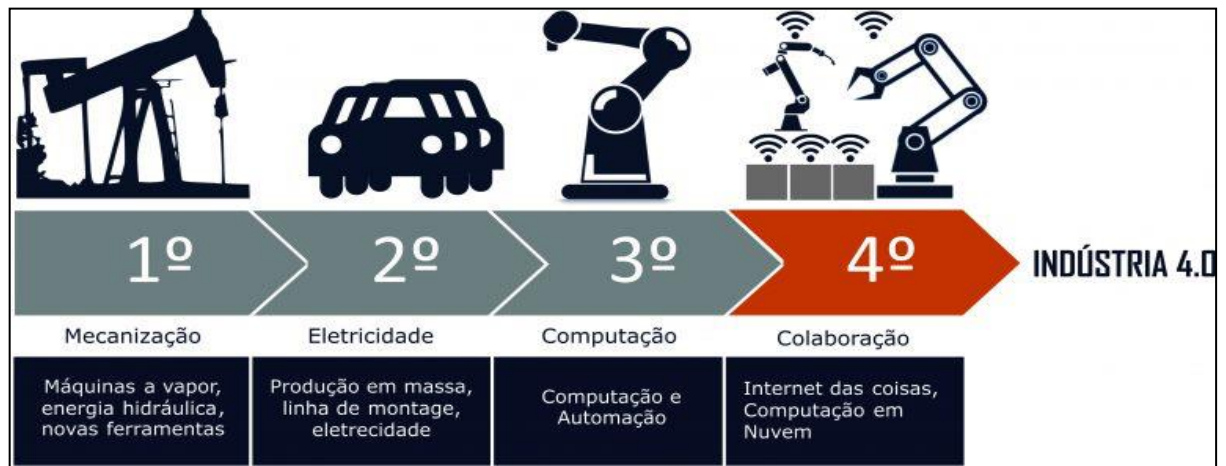 1º
2º
3º
4º
INDÚSTRIA 4.0
Mecanização
Eletricidade
Computação
Colaboração
Máquinas a vapor,
energia hidráulica,
novas ferramentas
Produção em massa,
linha de montage,
eletrecidade
Computação e
Automação
Internet das coisas,
Computação em
Nuvem